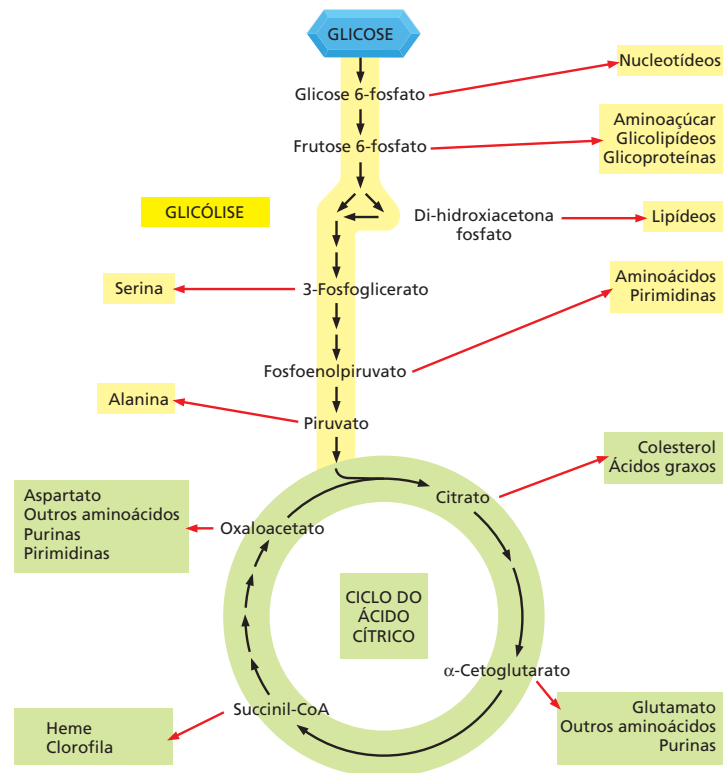 GLICOSE
Nucleotídeos
Glicose 6-fosfato
Aminoaçúcar
Glicolipídeos
Glicoproteínas
Frutose 6-fosfato
GLICÓLISE
Di-hidroxiacetona
fosfato
Lipídeos
Serina
3-Fosfoglicerato
Aminoácidos
Pirimidinas
Fosfoenolpiruvato
Alanina
Piruvato
Colesterol
Ácidos graxos
Citrato
Aspartato
Outros aminoácidos
Purinas
Pirimidinas
Oxaloacetato
CICLO DO
ÁCIDO
CÍTRICO
α-Cetoglutarato
Succinil-CoA
Glutamato
Outros aminoácidos
Purinas
Heme
Clorofila